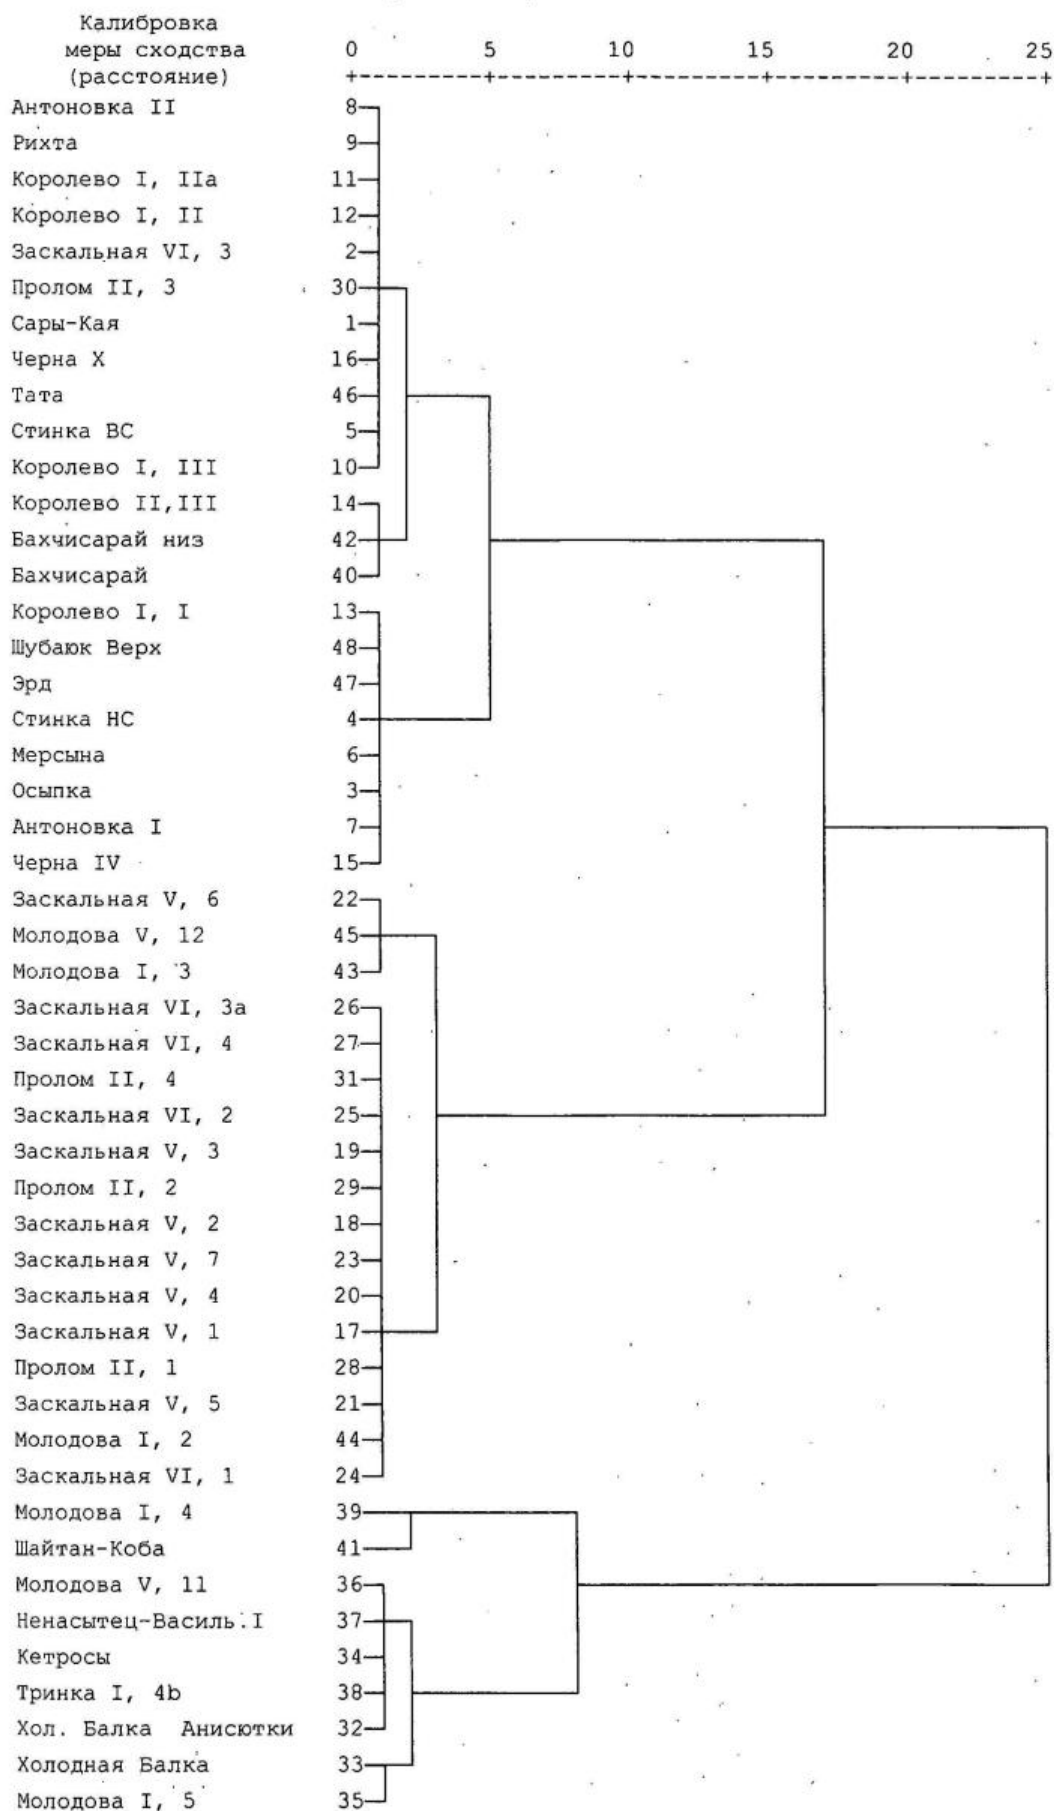 Калибровка
меры сходства 0 5 10 15 20 25
(расстояние)
Антоновка II 8
Рихта 9
Королево I, IIa 11
Королево I, II 12
Заскальная VI, 3 2
Пролом II, 3 30
Сары-Кая 1
Черна X 16
Тата 46
Стинка ВС 5
Королево I, III 10
Королево II,III 14
Бахчисарай низ 42
Бахчисарай 40
Королево I, I 13
Шубаюк Верх 48
Эрд 47
Стинка НС 4
Мерсына 6
Осыпка 3
Антоновка I 7
Черна IV 15
Заскальная V, 6 22
Молодова V, 12 45
Молодова I, 3 43
Заскальная VI, 3а 26
Заскальная VI, 4 27
Пролом II, 4 31
Заскальная VI, 2 25
Заскальная V, 3 19
Пролом II, 2 29
Заскальная V, 2 18
Заскальная V, 7 23
Заскальная V, 4 20
Заскальная V, 1 17
Пролом II, 1 28
Заскальная V, 5 21
Молодова I, 2 44
Заскальная VI, 1 24
Молодова I, 4 39
Шайтан-Коба 41
Молодова V, 11 36
Ненасытец-Василь.I 37
Кетросы 34
Тринка I, 4b 38
Хол. Балка Анисютки 32
Холодная Балка 33
Молодова I, 5 35